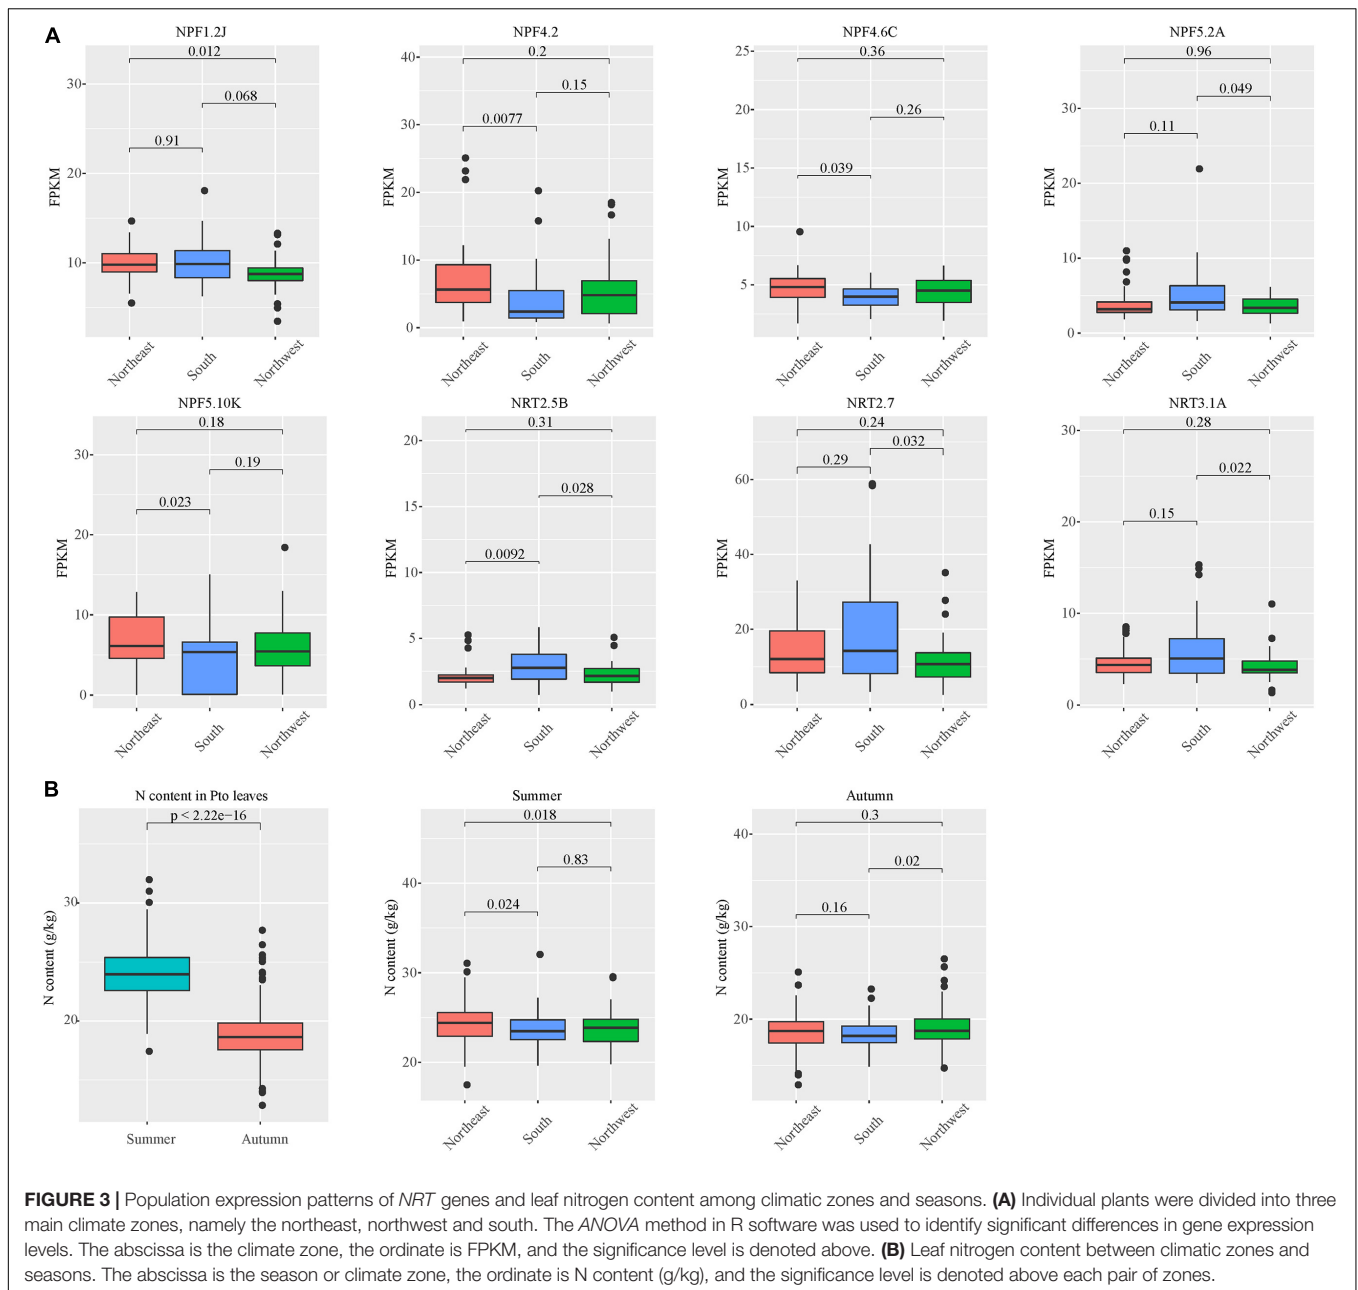 A
NPF1.2J
NPF4.2
NPF4.6C
NPF5.2A
0.012
0.068
0.91
30
20
10
FPKM
Northeast
South
Northwest
0.2
0.15
0.0077
40
30
20
10
0
FPKM
Northeast
South
Northwest
0.36
0.26
0.039
25
20
15
10
5
FPKM
Northeast
South
Northwest
0.96
0.049
0.11
30
20
10
0
FPKM
Northeast
South
Northwest
NPF5.10K
NRT2.5B
NRT2.7
NRT3.1A
0.18
0.19
0.023
30
20
10
0
FPKM
Northeast
South
Northwest
0.31
0.028
0.0092
20
15
10
5
0
FPKM
Northeast
South
Northwest
0.24
0.032
0.29
60
40
20
0
FPKM
Northeast
South
Northwest
0.28
0.022
0.15
30
20
10
0
FPKM
Northeast
South
Northwest
B
N content in Pto leaves
p < 2.22e−16
30
20
N content (g/kg)
Summer
Autumn
Summer
0.018
0.83
0.024
40
30
20
N content (g/kg)
Northeast
South
Northwest
Autumn
0.3
0.02
0.16
40
30
20
10
N content (g/kg)
Northeast
South
Northwest
FIGURE 3 | Population expression patterns of NRT genes and leaf nitrogen content among climatic zones and seasons. (A) Individual plants were divided into three
main climate zones, namely the northeast, northwest and south. The ANOVA method in R software was used to identify significant differences in gene expression
levels. The abscissa is the climate zone, the ordinate is FPKM, and the significance level is denoted above. (B) Leaf nitrogen content between climatic zones and
seasons. The abscissa is the season or climate zone, the ordinate is N content (g/kg), and the significance level is denoted above each pair of zones.